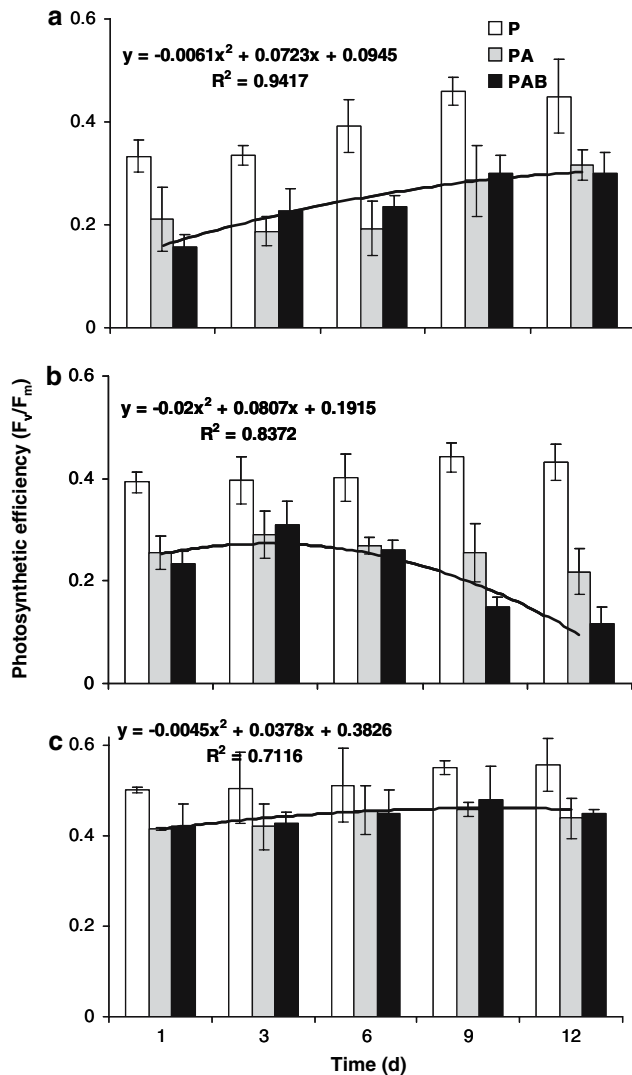 a
0.6
P
y = -0.0061x² + 0.0723x + 0.0945
PA
R² = 0.9417
PAB
0.4
0.2
0
b
0.6
y = -0.02x² + 0.0807x + 0.1915
R² = 0.8372
0.4
0.2
0
Photosynthetic efficiency (Fv/Fm)
c
y = -0.0045x² + 0.0378x + 0.3826
0.6
R² = 0.7116
0.4
0.2
0
1 3 6 9 12
Time (d)